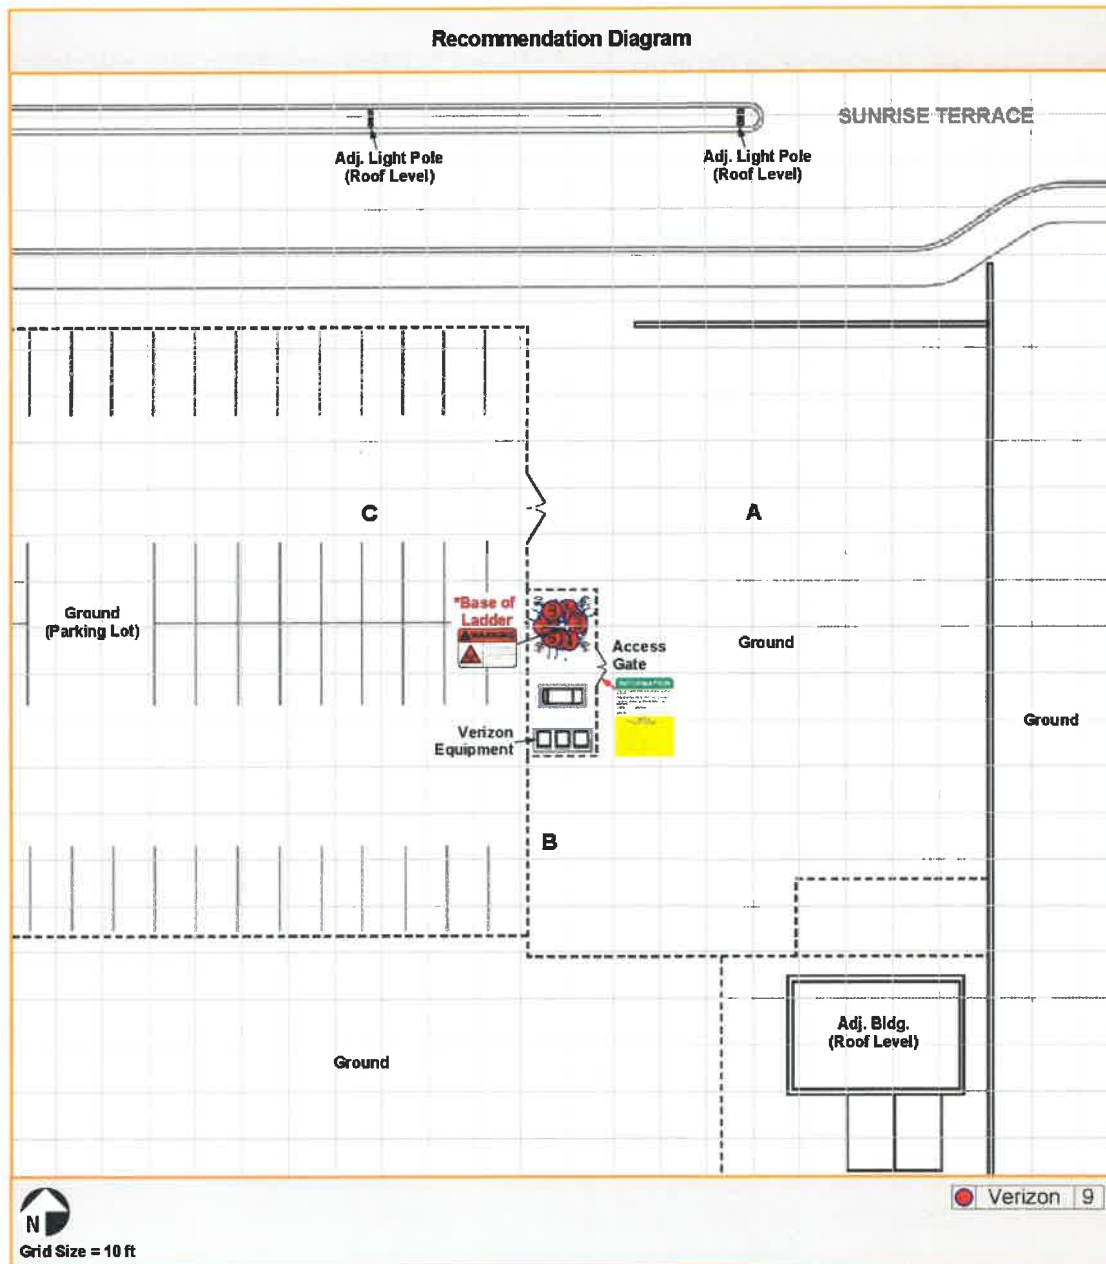 Recommendation Diagram
SUNRISE TERRACE
Adj. Light Pole
(Roof Level)
Adj. Light Pole
(Roof Level)
C
A
*Base of
Ladder
WARNING
Ground
(Parking Lot)
Access
Gate
Ground
INFORMATION
Verizon
Equipment
Ground
B
Adj. Bldg.
(Roof Level)
Ground
N
Grid Size = 10 ft
Verizon 9